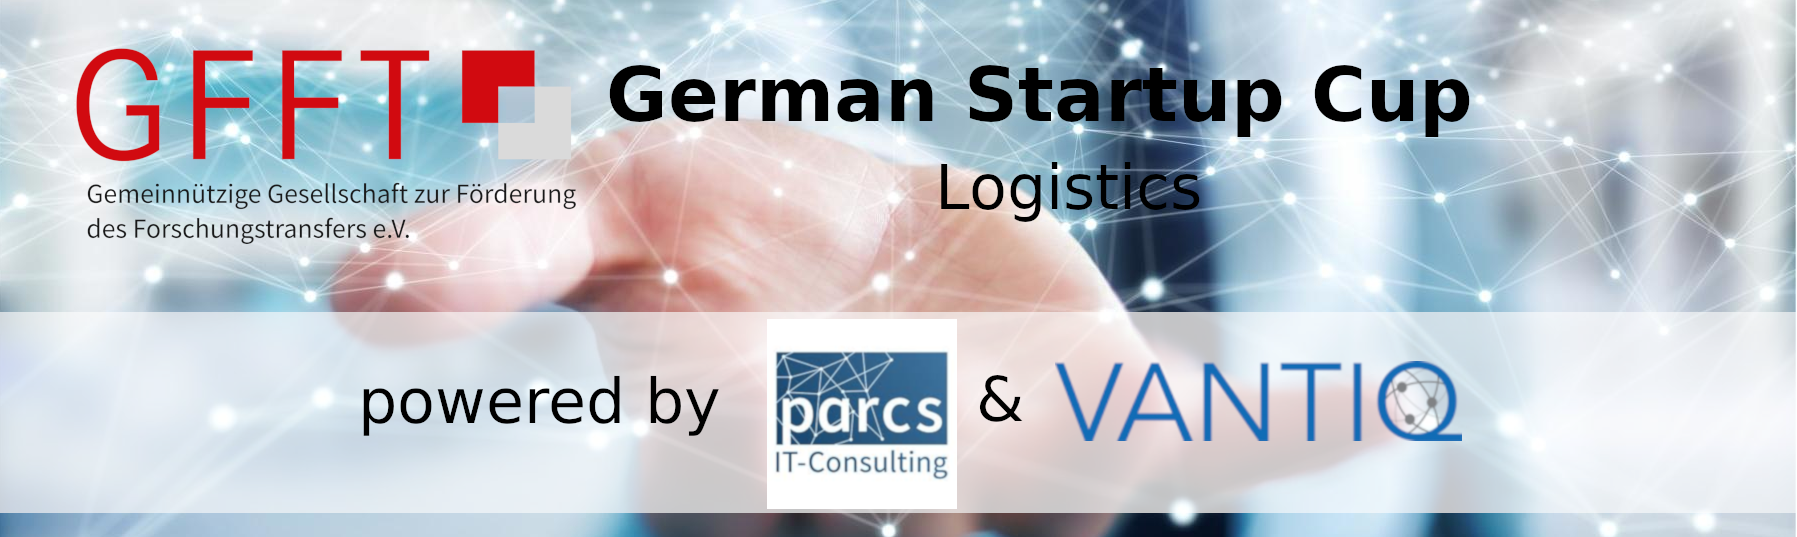 GFFT
Gemeinnützige Gesellschaft zur Förderung
des Forschungstransfers e.V.
German Startup Cup
Logistics
powered by
parcs
IT-Consulting
&
VANTIQ